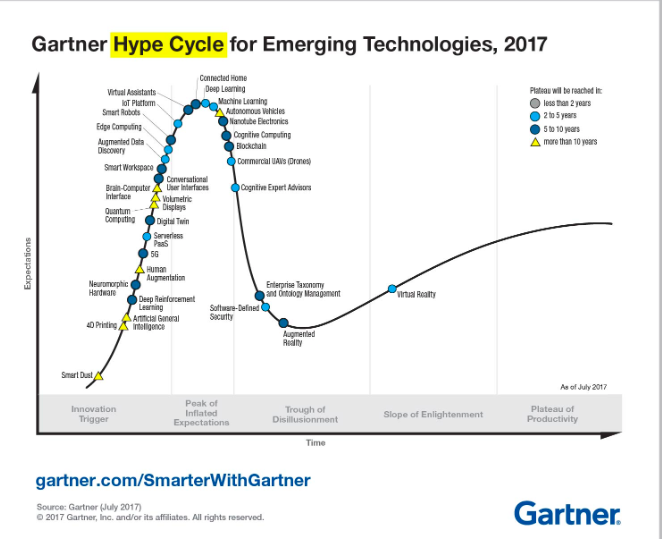 Gartner Hype Cycle for Emerging Technologies, 2017
Connected Home
Deep Learning
Virtual Assistants
Machine Learning
IoT Platform
Autonomous Vehicles
Smart Robots
Nanotube Electronics
Edge Computing
Cognitive Computing
Augmented Data
Discovery
Blockchain
Commercial UAVs (Drones)
Smart Workspace
Conversational
User Interfaces
Cognitive Expert Advisors
Brain-Computer
Interface
Volumetric
Displays
Quantum
Computing
Digital Twin
Serverless
PaaS
5G
Human
Augmentation
Neuromorphic
Hardware
Deep Reinforcement
Learning
Artificial General
Intelligence
4D Printing
Smart Dust
Enterprise Taxonomy
and Ontology Management
Software-Defined
Security
Augmented
Reality
Virtual Reality
Plateau will be reached in:
less than 2 years
2 to 5 years
5 to 10 years
more than 10 years
Expectations
As of July 2017
Innovation
Trigger
Peak of
Inflated
Expectations
Trough of
Disillusionment
Slope of Enlightenment
Plateau of
Productivity
Time
gartner.com/SmarterWithGartner
Source: Gartner (July 2017)
© 2017 Gartner, Inc. and/or its affiliates. All rights reserved.
Gartner.